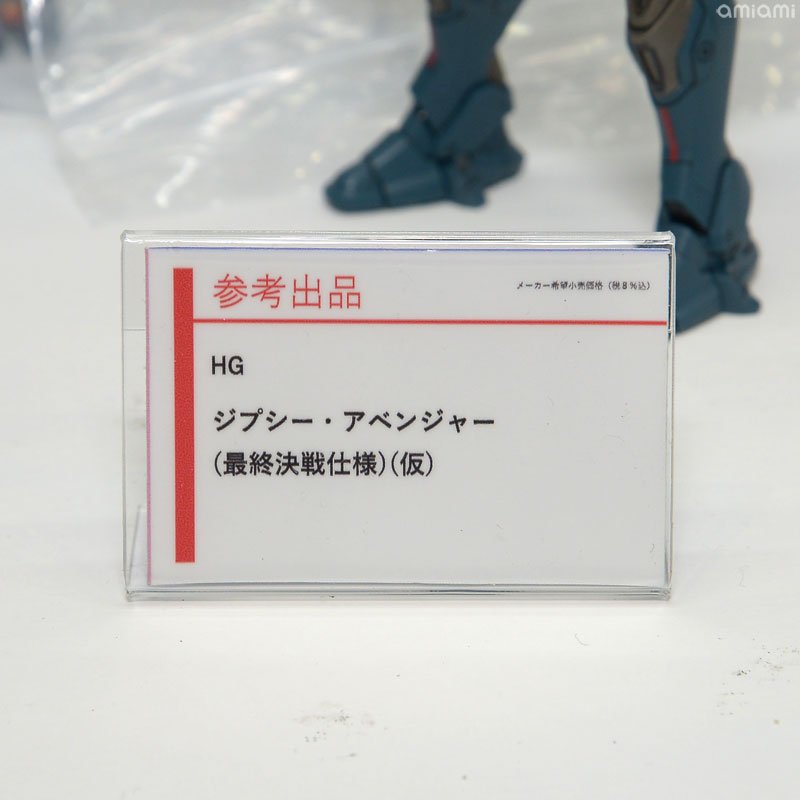 amiami
参考出品 メーカー希望小売価格（税８％込）
HG
ジプシー・アベンジャー
(最終決戦仕様)(仮)